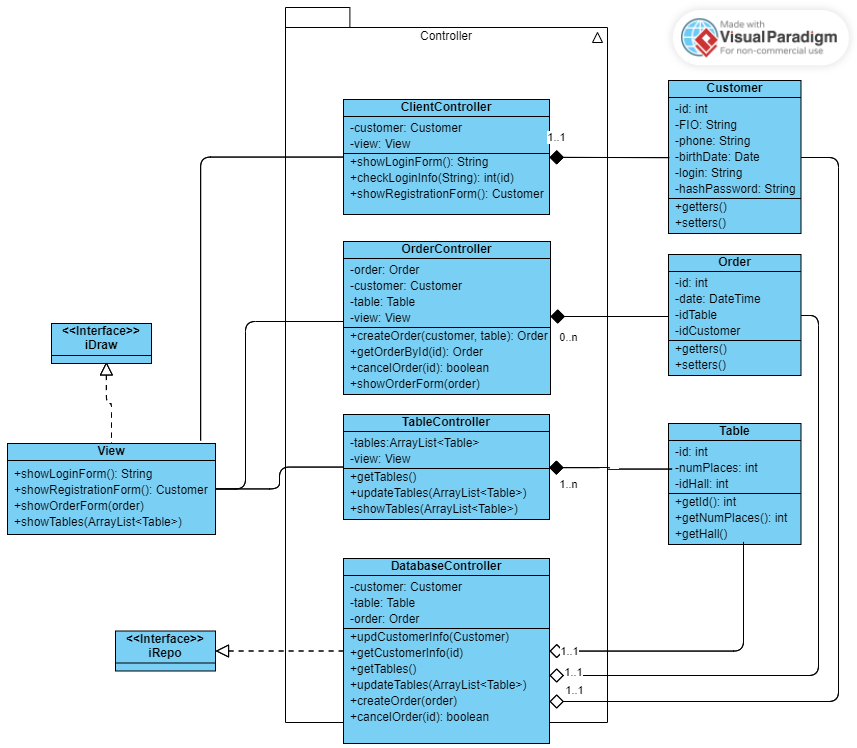 Controller
Made with
VisualParadigm
For non-commercial use
ClientController
-customer: Customer
-view: View
+showLoginForm(): String
+checkLoginInfo(String): int(id)
+showRegistrationForm(): Customer
1..1
Customer
-id: int
-FIO: String
-phone: String
-birthDate: Date
-login: String
-hashPassword: String
+getters()
+setters()
OrderController
-order: Order
-customer: Customer
-table: Table
-view: View
+createOrder(customer, table): Order
+getOrderById(id): Order
+cancelOrder(id): boolean
+showOrderForm(order)
0..n
Order
-id: int
-date: DateTime
-idTable
-idCustomer
+getters()
+setters()
<<Interface>>
iDraw
View
+showLoginForm(): String
+showRegistrationForm(): Customer
+showOrderForm(order)
+showTables(ArrayList<Table>)
TableController
-tables:ArrayList<Table>
-view: View
+getTables()
+updateTables(ArrayList<Table>)
+showTables(ArrayList<Table>)
1..n
Table
-id: int
-numPlaces: int
-idHall: int
+getId(): int
+getNumPlaces(): int
+getHall()
<<Interface>>
iRepo
DatabaseController
-customer: Customer
-table: Table
-order: Order
+updCustomerInfo(Customer)
+getCustomerInfo(id)
+getTables()
+updateTables(ArrayList<Table>)
+createOrder(order)
+cancelOrder(id): boolean
1..1
1..1
1..1